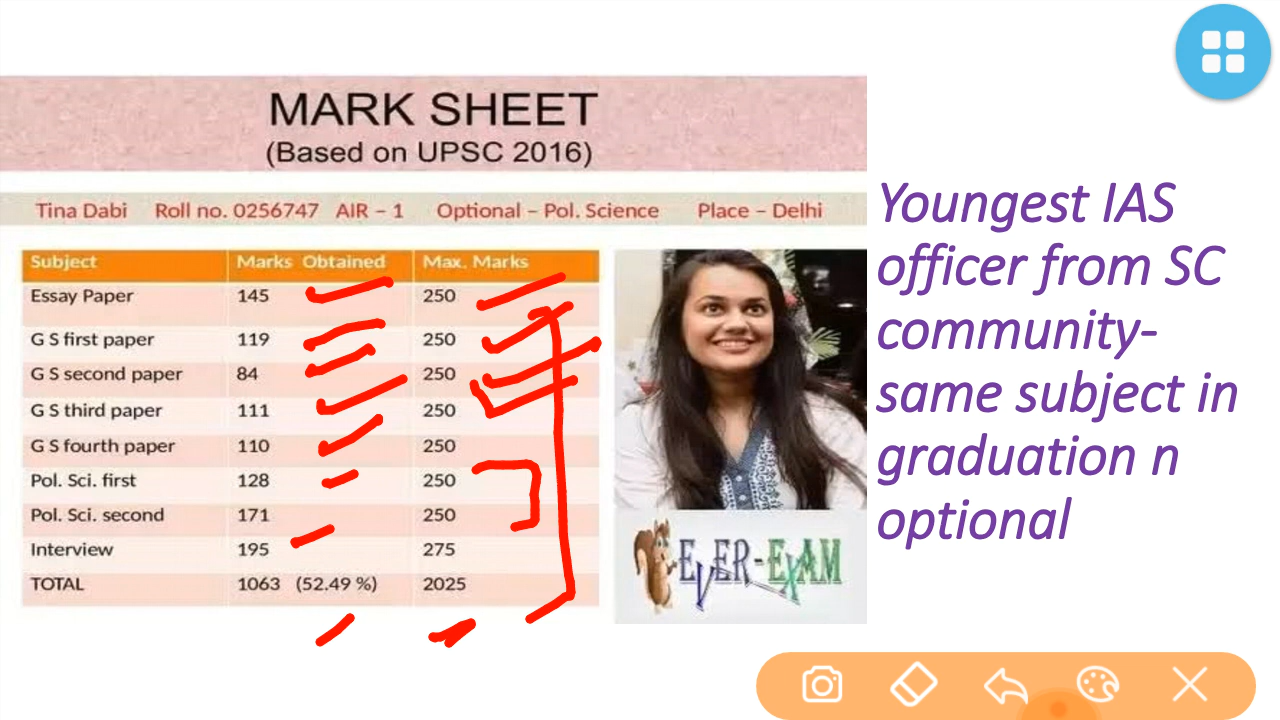 MARK SHEET
(Based on UPSC 2016)
Tina Dabi Roll no. 0256747 AIR – 1 Optional – Pol. Science Place – Delhi
Subject Marks Obtained Max. Marks
Essay Paper 145 250
G S first paper 119 250
G S second paper 84 250
G S third paper 111 250
G S fourth paper 110 250
Pol. Sci. first 128 250
Pol. Sci. second 171 250
Interview 195 275
TOTAL 1063 (52.49 %) 2025
EVER-EXAM
Youngest IAS
officer from SC
community-
same subject in
graduation n
optional